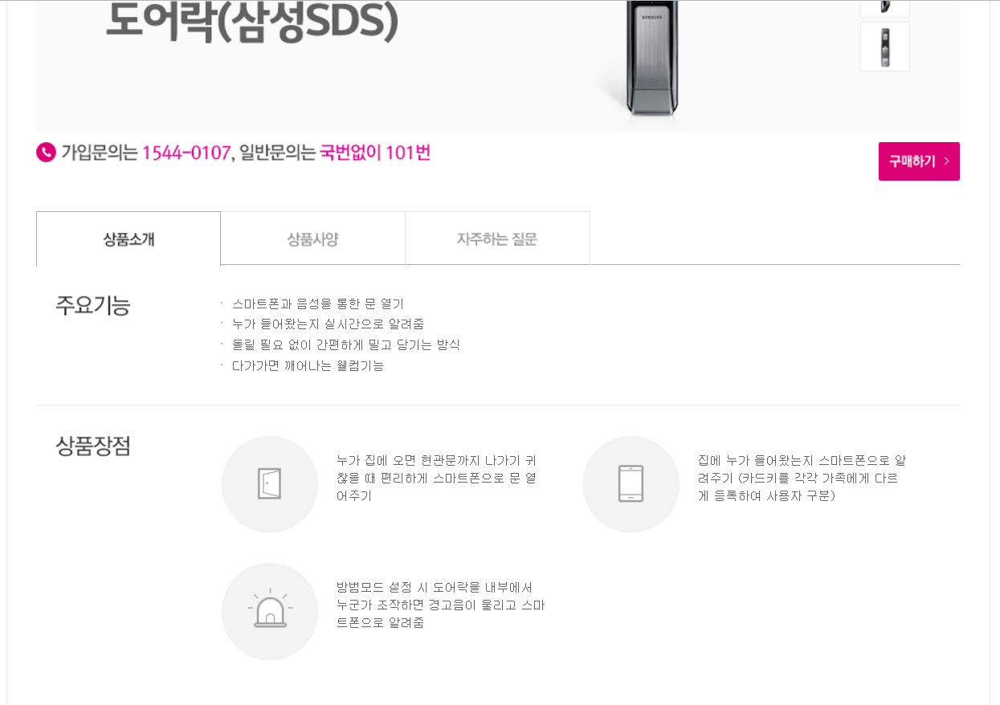 도어락(삼성SDS)
SAMSUNG
가입문의는 1544-0107, 일반문의는 국번없이 101번
구매하기 >
상품소개
상품사양
자주하는 질문
주요기능
· 스마트폰과 음성을 통한 문 열기
· 누가 들어왔는지 실시간으로 알려줌
· 돌릴 필요 없이 간편하게 밀고 당기는 방식
· 다가가면 깨어나는 웰컴기능
상품장점
누가 집에 오면 현관문까지 나가기 귀
찮을 때 편리하게 스마트폰으로 문 열
어주기
집에 누가 들어왔는지 스마트폰으로 알
려주기 (카드키를 각각 가족에게 다르
게 등록하여 사용자 구분)
방범모드 설정 시 도어락을 내부에서
누군가 조작하면 경고음이 울리고 스마
트폰으로 알려줌